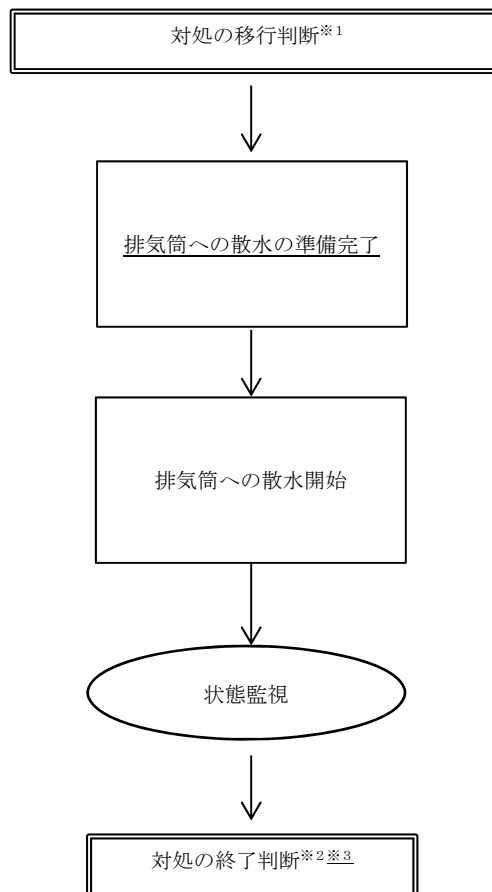 対処の移行判断※1
排気筒への散水の準備完了
排気筒への散水開始
状態監視
対処の終了判断※2※3